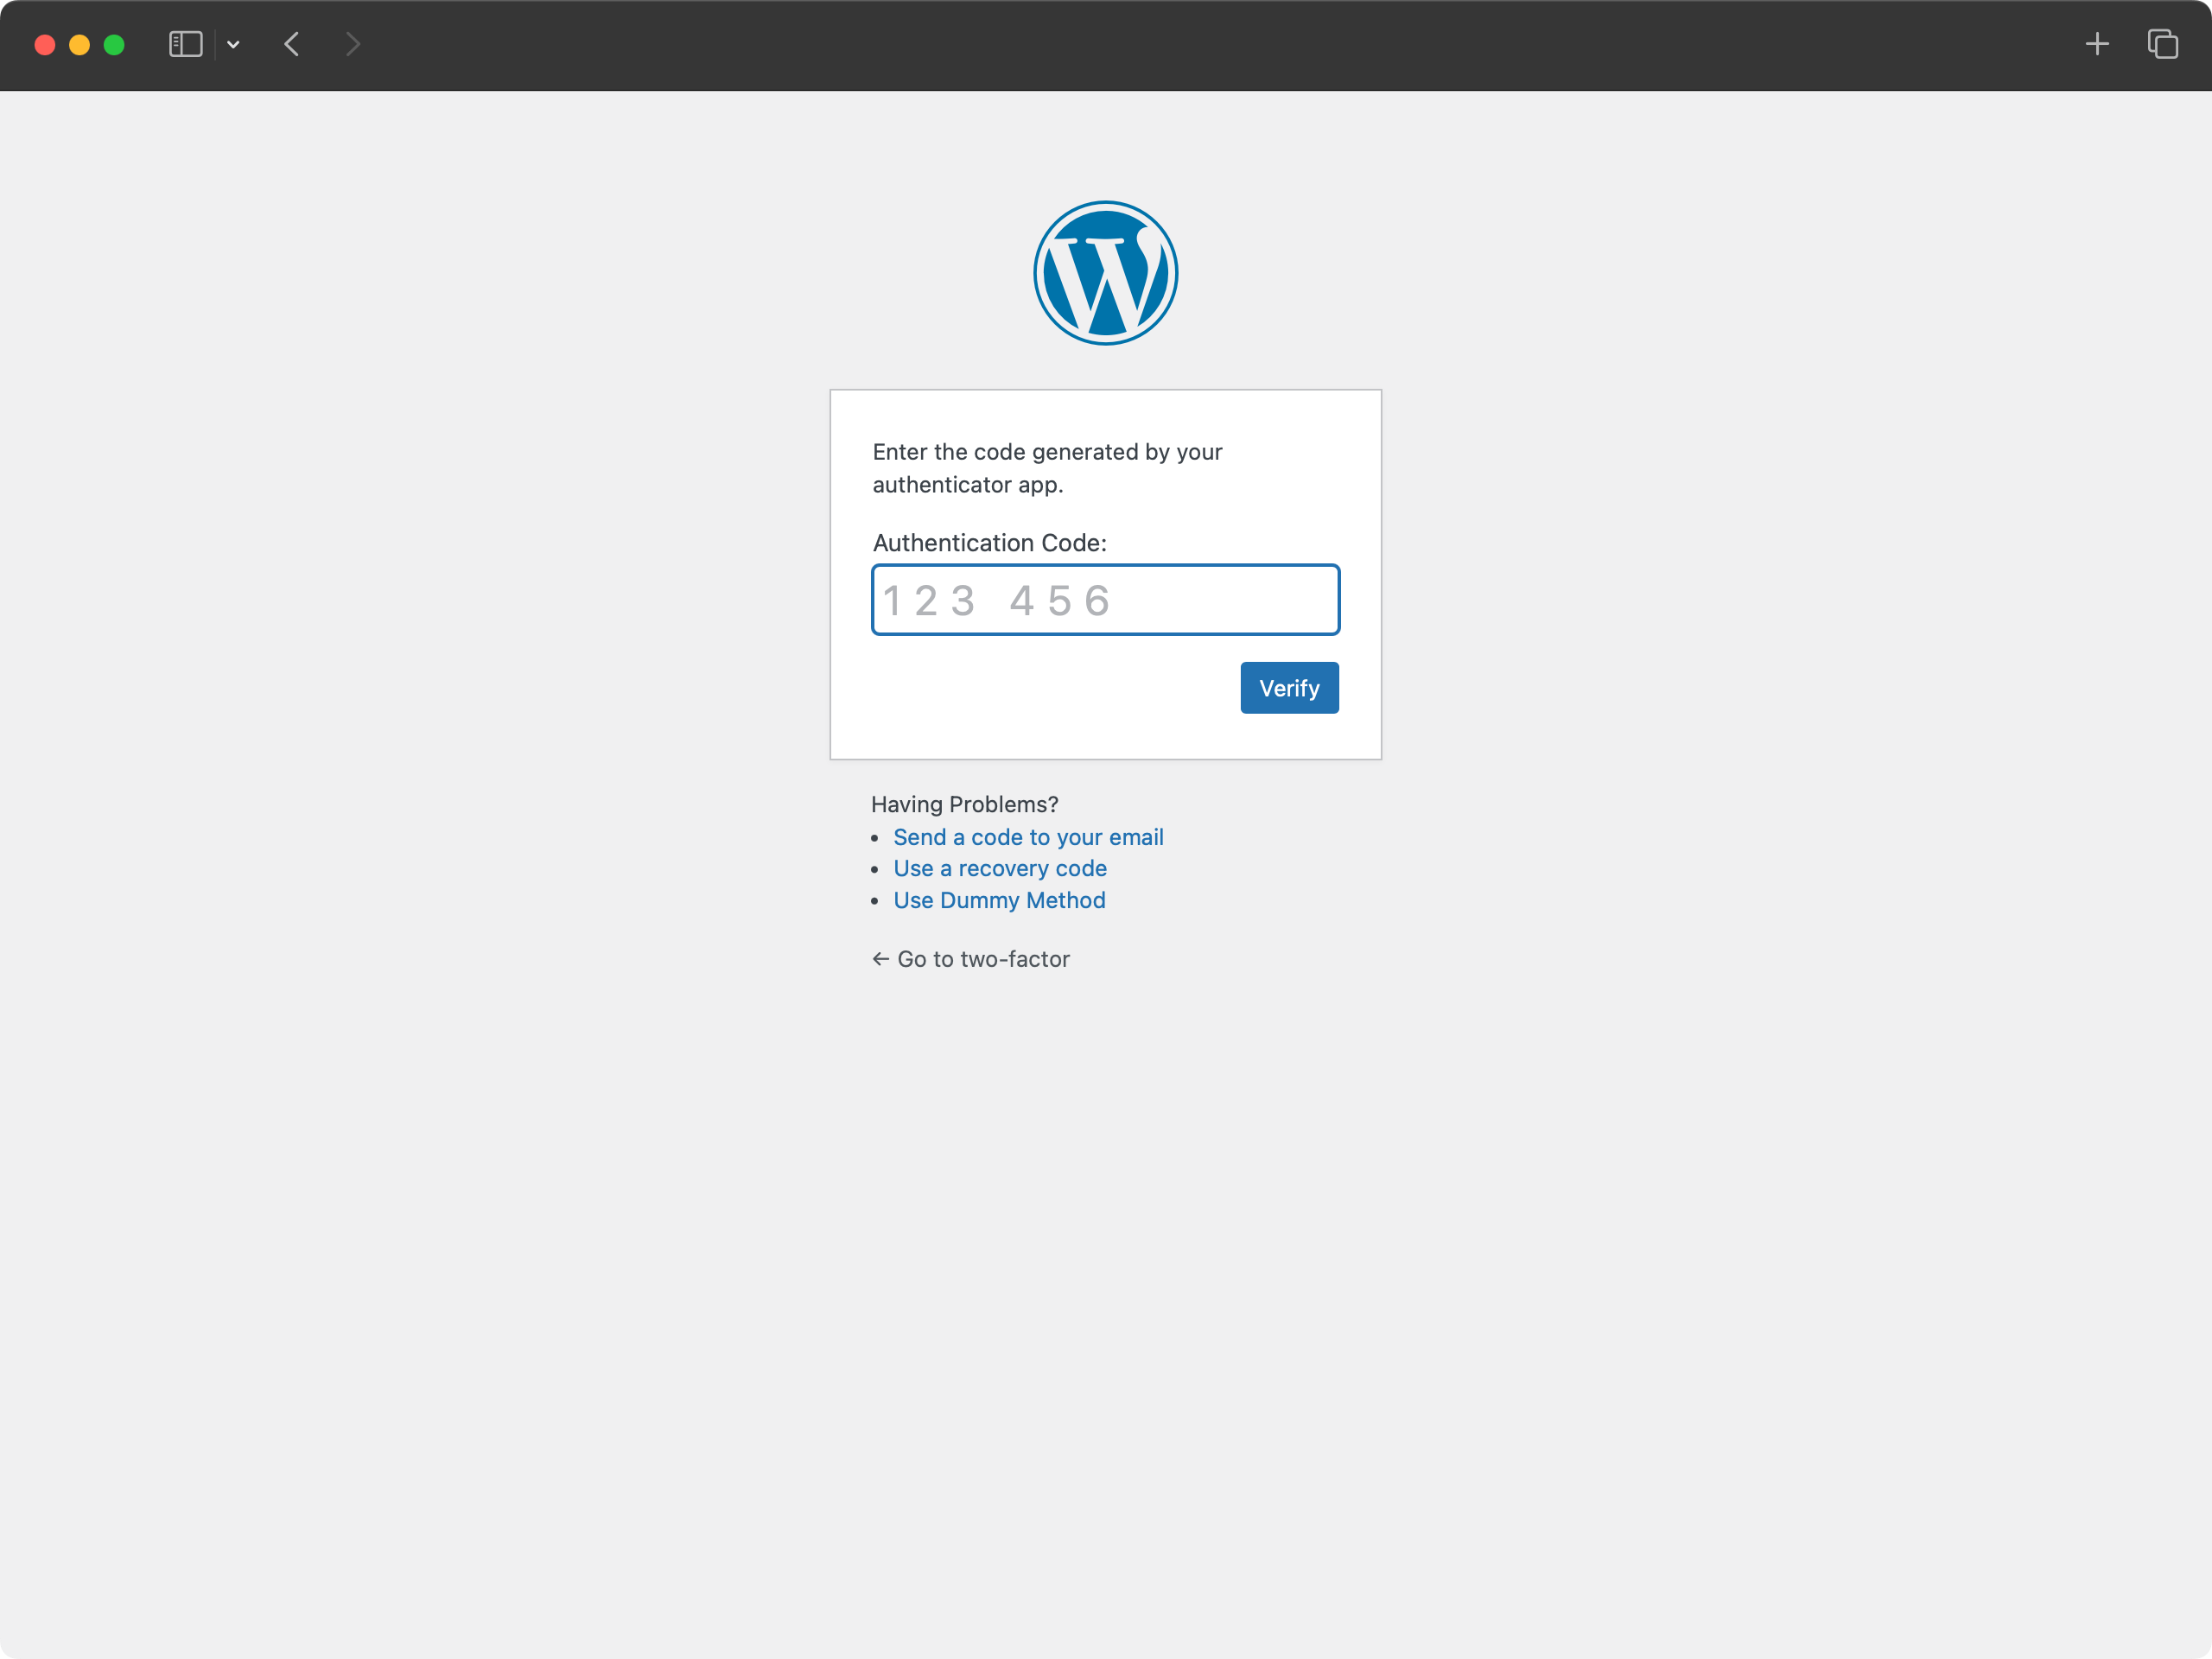 Enter the code generated by your
authenticator app.
Authentication Code:
123 456
Verify
Having Problems?
• Send a code to your email
• Use a recovery code
• Use Dummy Method
← Go to two-factor